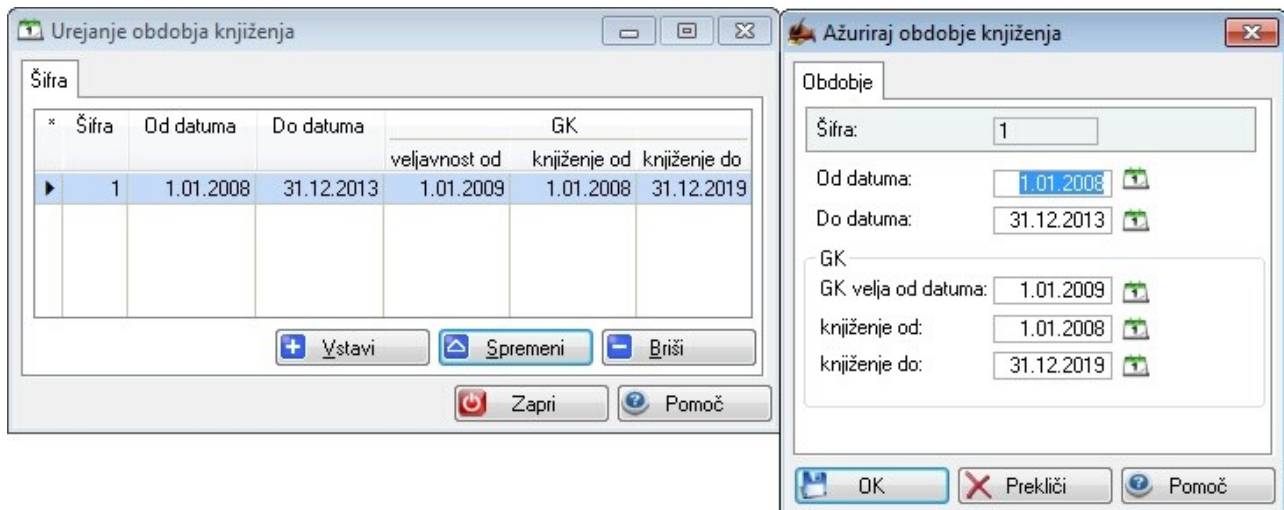 Urejanje obdobja knjiženja
Šifra
* Šifra Od datuma Do datuma GK
veljavnost od knjiženje od knjiženje do
1 1.01.2008 31.12.2013 1.01.2009 1.01.2008 31.12.2019
Vstavi Spremeni Briši
Zapri Pomoč
Ažuriraj obdobje knjiženja
Obdobje
Šifra: 1
Od datuma: 1.01.2008
Do datuma: 31.12.2013
GK
GK velja od datuma: 1.01.2009
knjiženje od: 1.01.2008
knjiženje do: 31.12.2019
OK Prekliči Pomoč